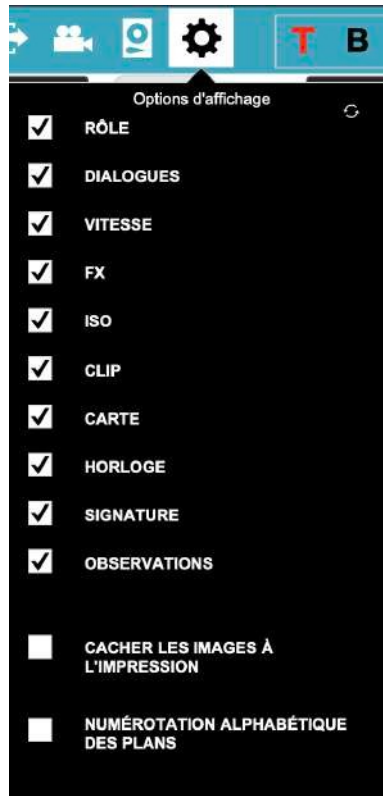 T B
Options d'affichage
RÔLE
DIALOGUES
VITESSE
FX
ISO
CLIP
CARTE
HORLOGE
SIGNATURE
OBSERVATIONS
CACHER LES IMAGES À
L'IMPRESSION
NUMÉROTATION ALPHABÉTIQUE
DES PLANS